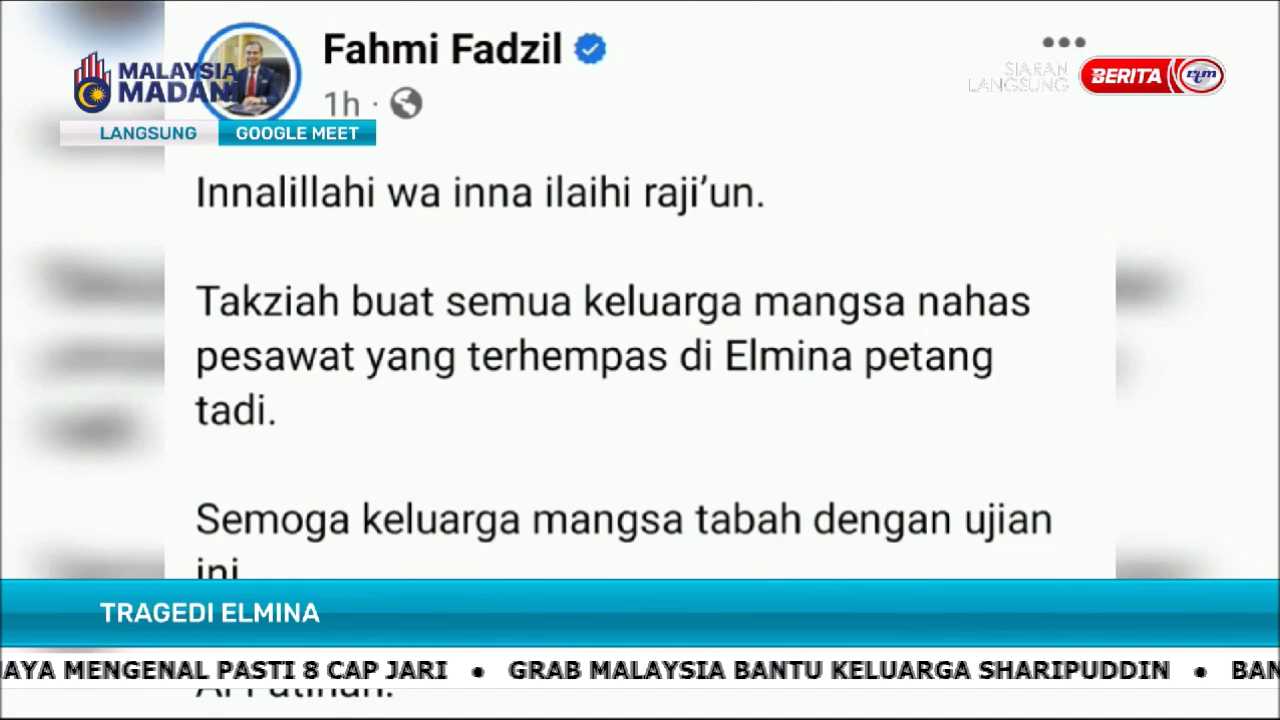 Fahmi Fadzil
MALAYSIA
MADANI
1h ·
SIARAN
LANGSUNG
BERITA rtm
LANGSUNG GOOGLE MEET
Innalillahi wa inna ilaihi raji’un.
Takziah buat semua keluarga mangsa nahas
pesawat yang terhempas di Elmina petang
tadi.
Semoga keluarga mangsa tabah dengan ujian
ini
TRAGEDI ELMINA
MENGENAL PASTI 8 CAP JARI • GRAB MALAYSIA BANTU KELUARGA SHARIPUDDIN •